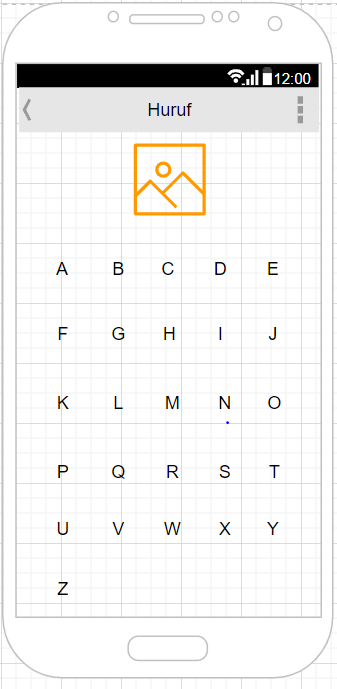 12:00
Huruf
A B C D E
F G H I J
K L M N O
P Q R S T
U V W X Y
Z